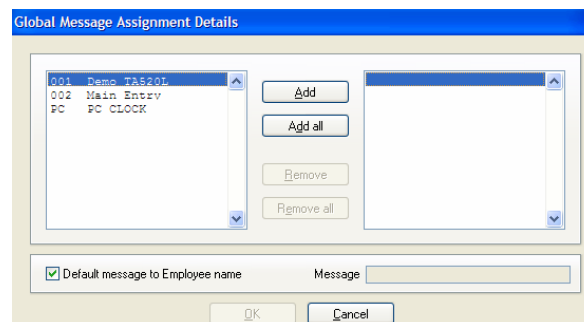 Global Message Assignment Details
001 Demo TA520L
002 Main Entry
PC PC CLOCK
Add
Add all
Remove
Remove all
Default message to Employee name Message
OK Cancel